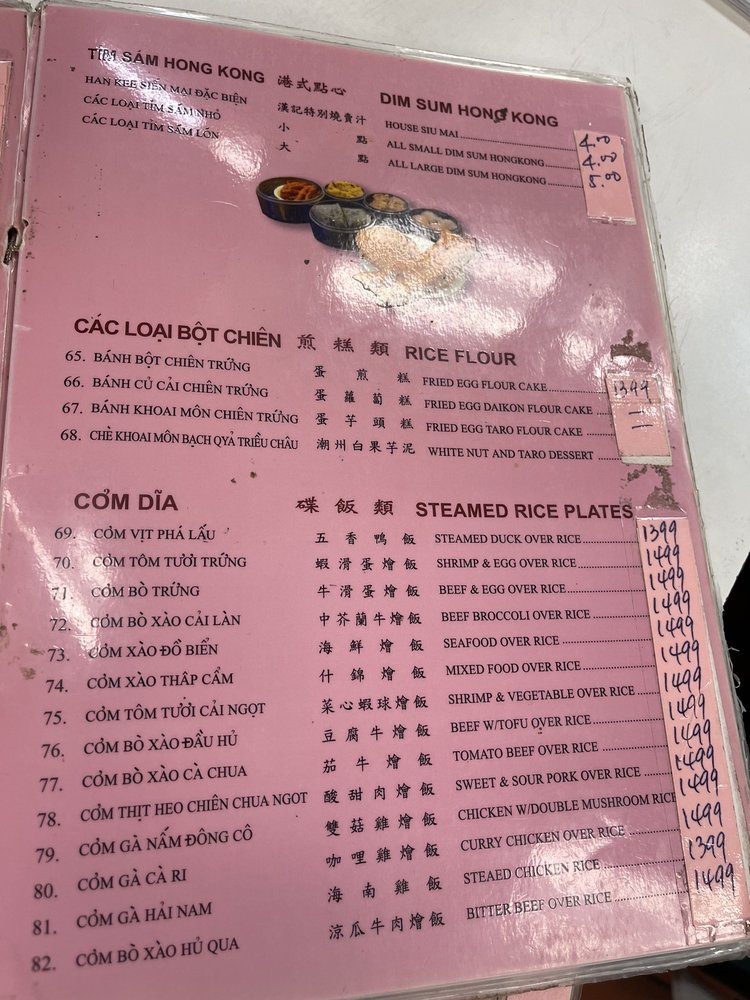 TÌM SÁM HONG KONG 港式點心 DIM SUM HONG KONG
HAN KEE SIẾN MẠI ĐẶC BIỆN 漢記特別燒賣汁 HOUSE SIU MAI 4.00
CÁC LOẠI TÍM SÁM NHỎ 小 點 ALL SMALL DIM SUM HONGKONG 4.00
CÁC LOẠI TÌM SẤM LỚN 大 點 ALL LARGE DIM SUM HONGKONG 5.00
CÁC LOẠI BỘT CHIÊN 煎糕類 RICE FLOUR
65. BÁNH BỘT CHIÊN TRỨNG 蛋煎糕 FRIED EGG FLOUR CAKE 1399
66. BÁNH CỦ CẢI CHIÊN TRỨNG 蛋蘿蔔糕 FRIED EGG DAIKON FLOUR CAKE =
67. BÁNH KHOAI MÔN CHIÊN TRỨNG 蛋芋頭糕 FRIED EGG TARO FLOUR CAKE =
68. CHÈ KHOAI MÔN BẠCH QYẢ TRIỀU CHÂU 潮州白果芋泥 WHITE NUT AND TARO DESSERT
CƠM DĨA 碟飯類 STEAMED RICE PLATES
69. CƠM VỊT PHÁ LẤU 五香鴨飯 STEAMED DUCK OVER RICE 1399
70. CƠM TÔM TƯƠI TRỨNG 蝦滑蛋燴飯 SHRIMP & EGG OVER RICE 1499
71. CƠM BÒ TRỨNG 牛滑蛋燴飯 BEEF & EGG OVER RICE 1499
72. CƠM BÒ XÀO CẢI LÀN 中芥蘭牛燴飯 BEEF BROCCOLI OVER RICE 1499
73. CƠM XÀO ĐỒ BIỂN 海鮮燴飯 SEAFOOD OVER RICE 1499
74. CƠM XÀO THẬP CẨM 什錦燴飯 MIXED FOOD OVER RICE 1499
75. CƠM TÔM TƯƠI CẢI NGỌT 菜心蝦球燴飯 SHRIMP & VEGETABLE OVER RICE 1499
76. CƠM BÒ XÀO ĐẦU HỦ 豆腐牛燴飯 BEEF W/TOFU OVER RICE 1499
77. CƠM BÒ XÀO CÀ CHUA 茄牛燴飯 TOMATO BEEF OVER RICE 1499
78. CƠM THỊT HEO CHIÊN CHUA NGỌT 酸甜肉燴飯 SWEET & SOUR PORK OVER RICE 1499
79. CƠM GÀ NẤM ĐÔNG CÔ 雙菇雞燴飯 CHICKEN W/DOUBLE MUSHROOM RICE 1499
80. CƠM GÀ CÀ RI 咖哩雞燴飯 CURRY CHICKEN OVER RICE 1499
81. CƠM GÀ HẢI NAM 海南雞飯 STEAED CHICKEN RICE 1399
82. CƠM BÒ XÀO HỦ QUA 涼瓜牛肉燴飯 BITTER BEEF OVER RICE 1499